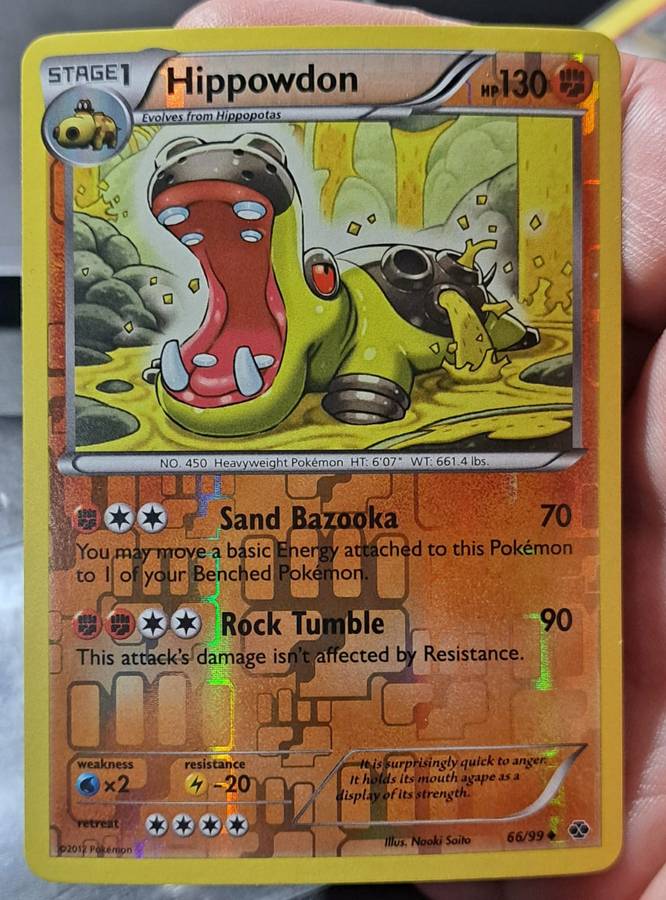 STAGE1 Hippowdon HP130
Evolves from Hippopotas
NO. 450 Heavyweight Pokémon HT: 6'07" WT: 661.4 lbs.
Sand Bazooka 70
You may move a basic Energy attached to this Pokémon
to 1 of your Benched Pokémon.
Rock Tumble 90
This attack's damage isn't affected by Resistance.
weakness resistance
×2 -20
It is surprisingly quick to anger.
It holds its mouth agape as a
display of its strength.
retreat
Illus. Naoki Saito 66/99
©2012 Pokémon